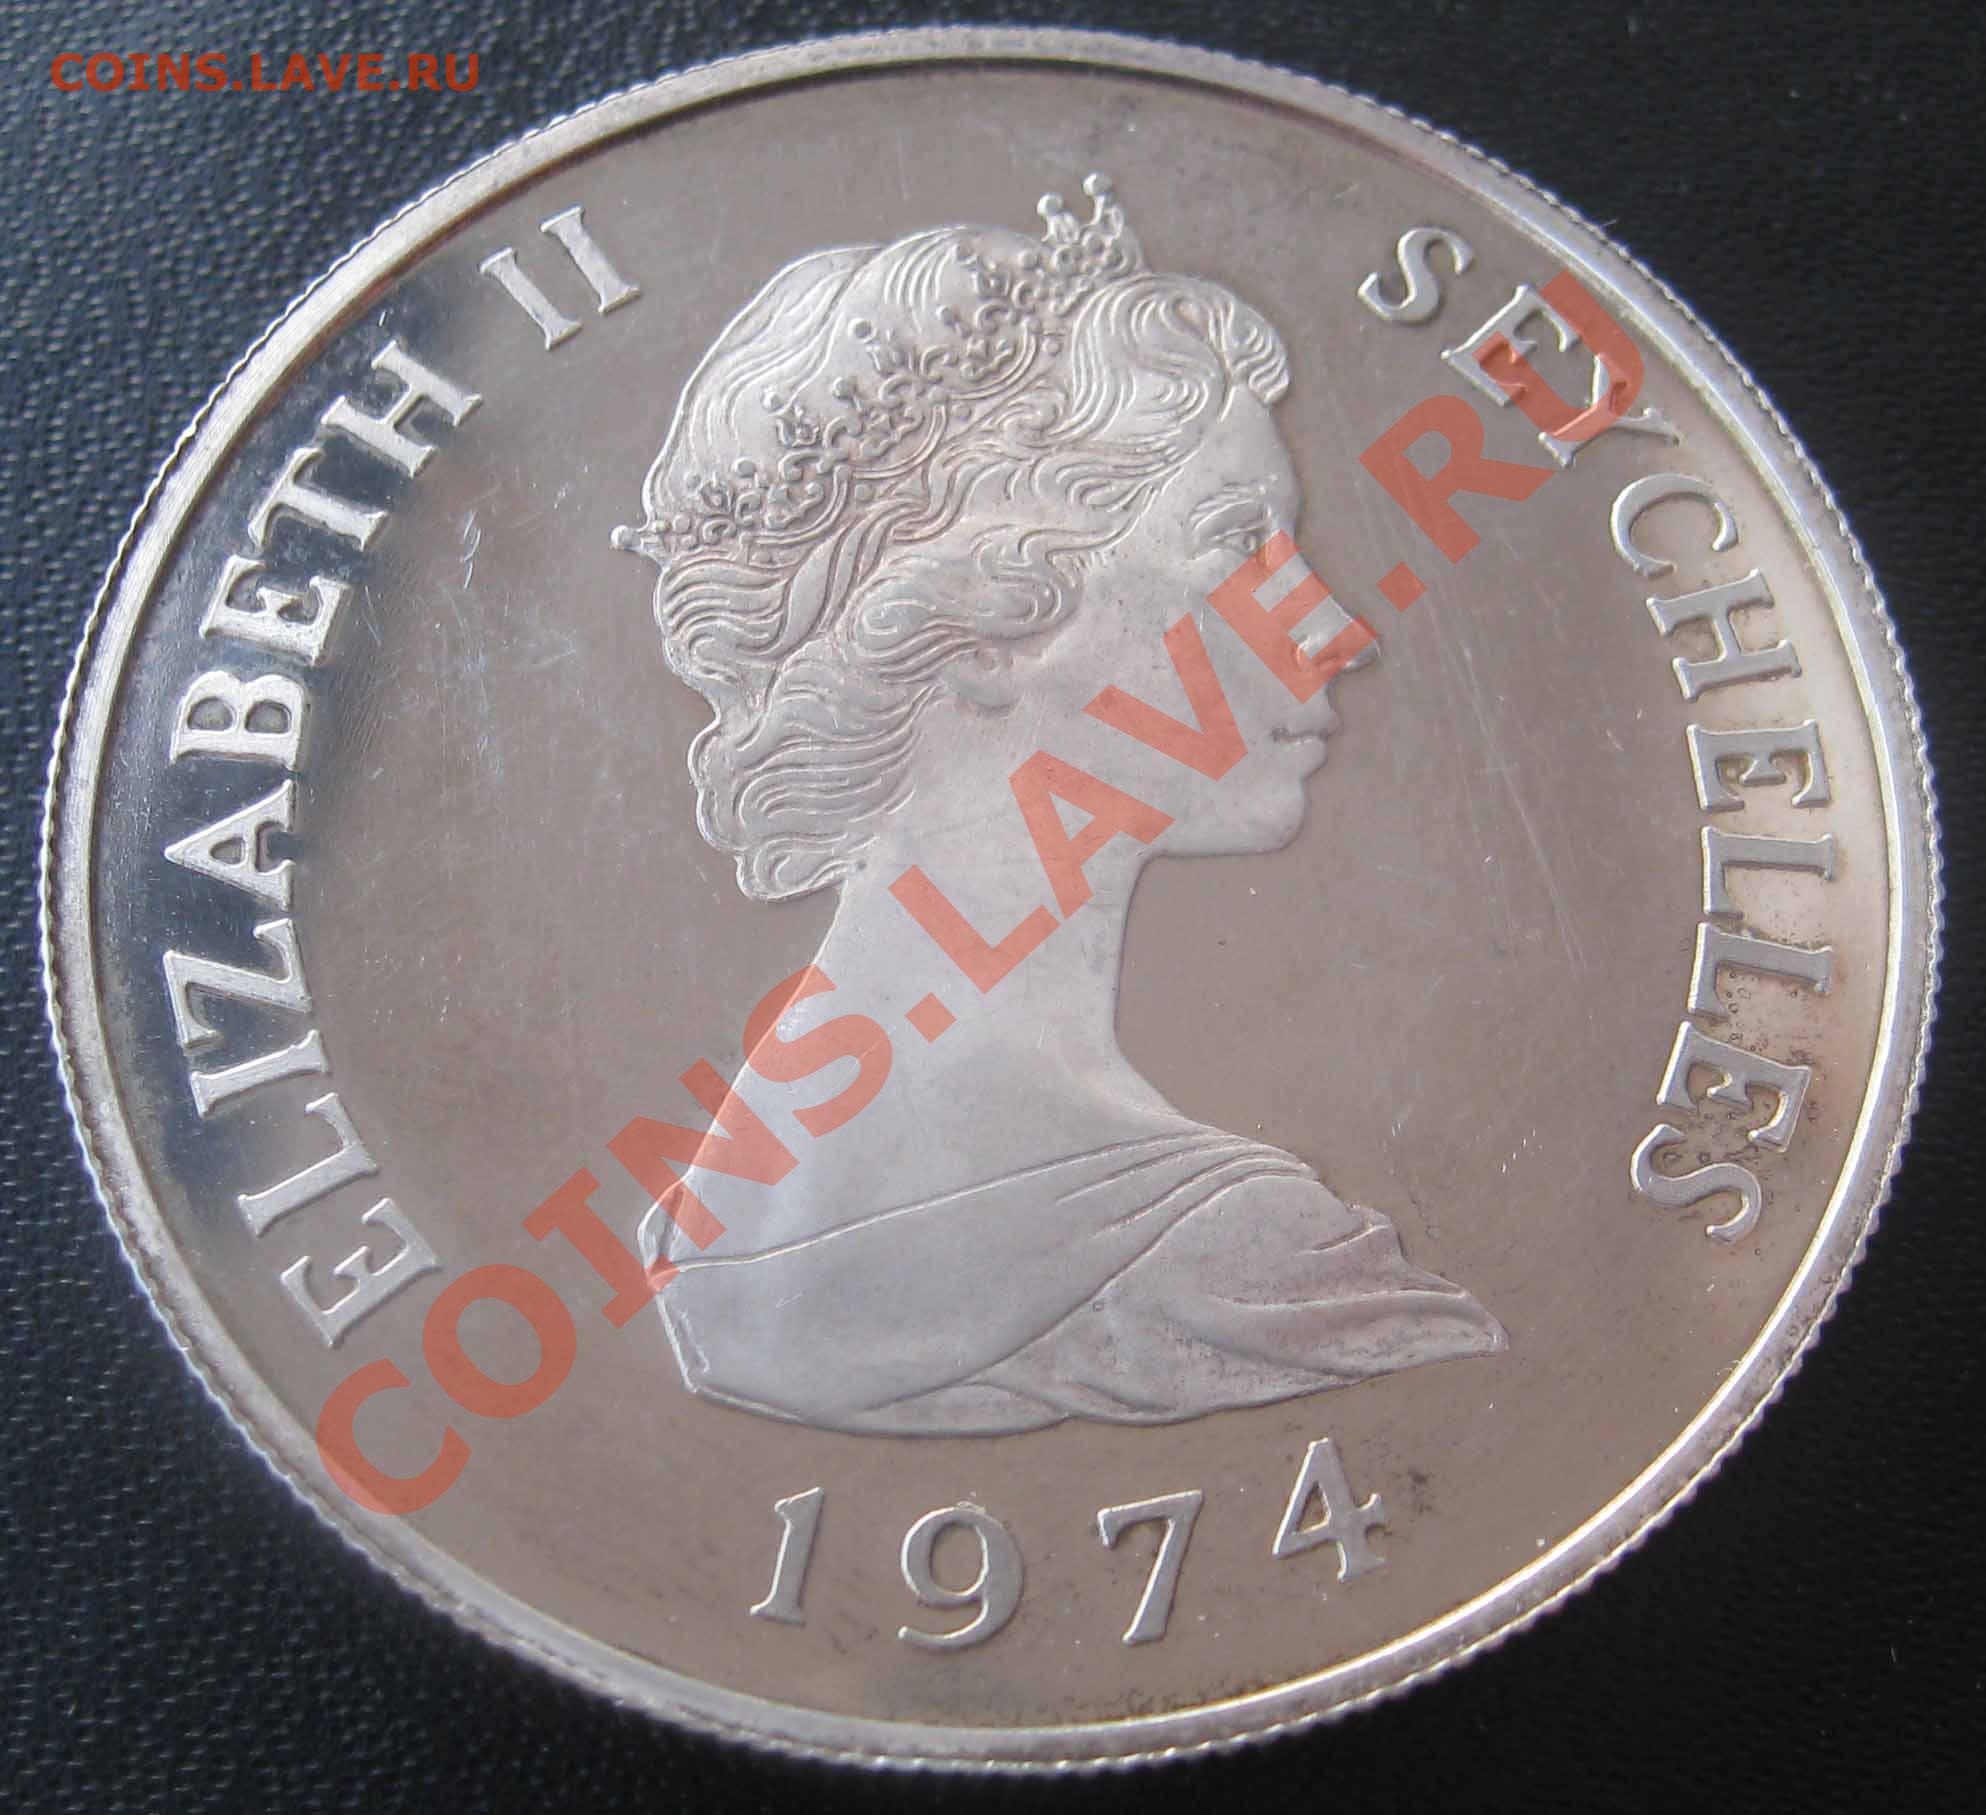 COINS.LAVE.RU
ELIZABETH II
SEYCHELLES
1974
COINS.LAVE.RU